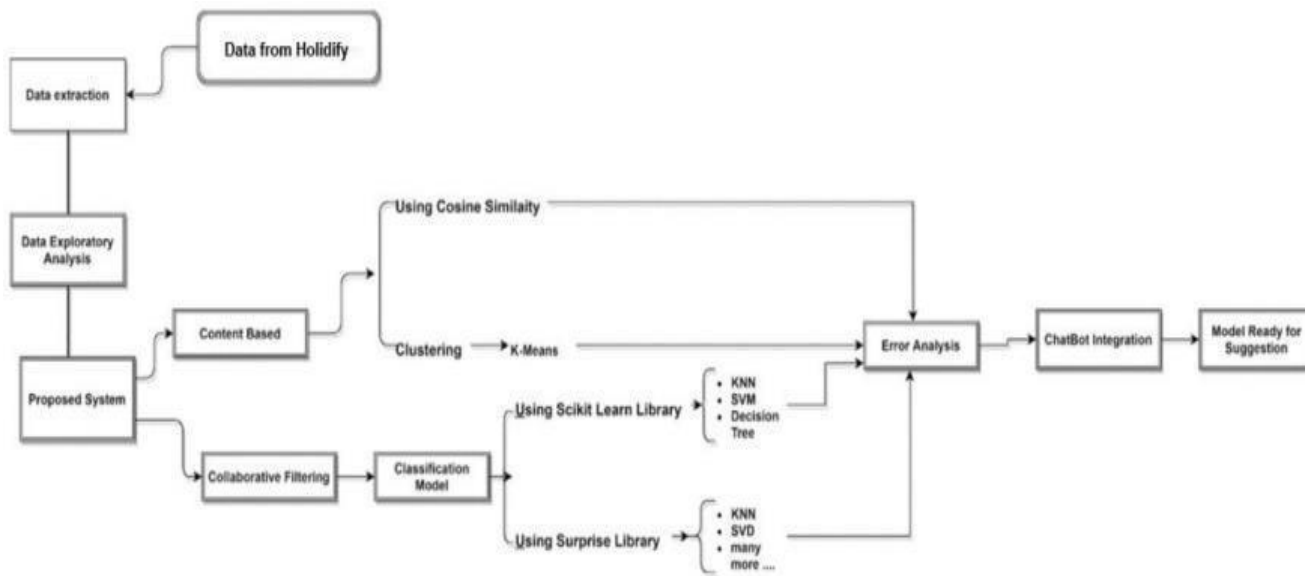 Data from Holidify
Data extraction
Data Exploratory
Analysis
Proposed System
Content Based
Using Cosine Similaity
Clustering
K-Means
Collaborative Filtering
Classification
Model
Using Scikit Learn Library
• KNN
• SVM
• Decision
Tree
Using Surprise Library
• KNN
• SVD
• many
more ....
Error Analysis
ChatBot Integration
Model Ready for
Suggestion